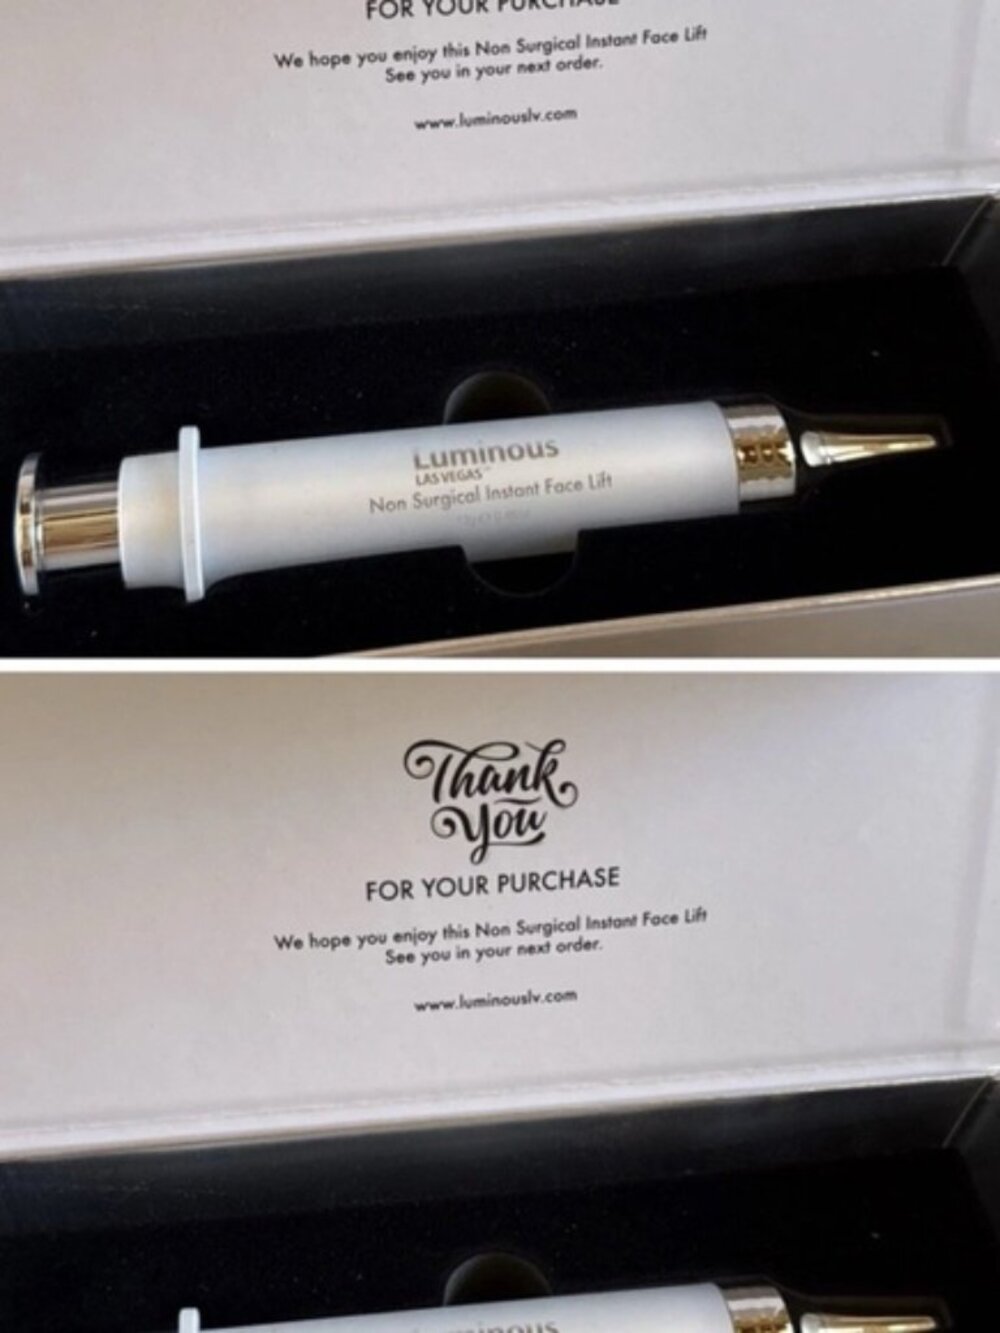 FOR YOUR PURCHASE
We hope you enjoy this Non Surgical Instant Face Lift
See you in your next order.
www.luminouslv.com
Luminous
LAS VEGAS™
Non Surgical Instant Face Lift
Thank
You
FOR YOUR PURCHASE
We hope you enjoy this Non Surgical Instant Face Lift
See you in your next order.
www.luminouslv.com
Luminous